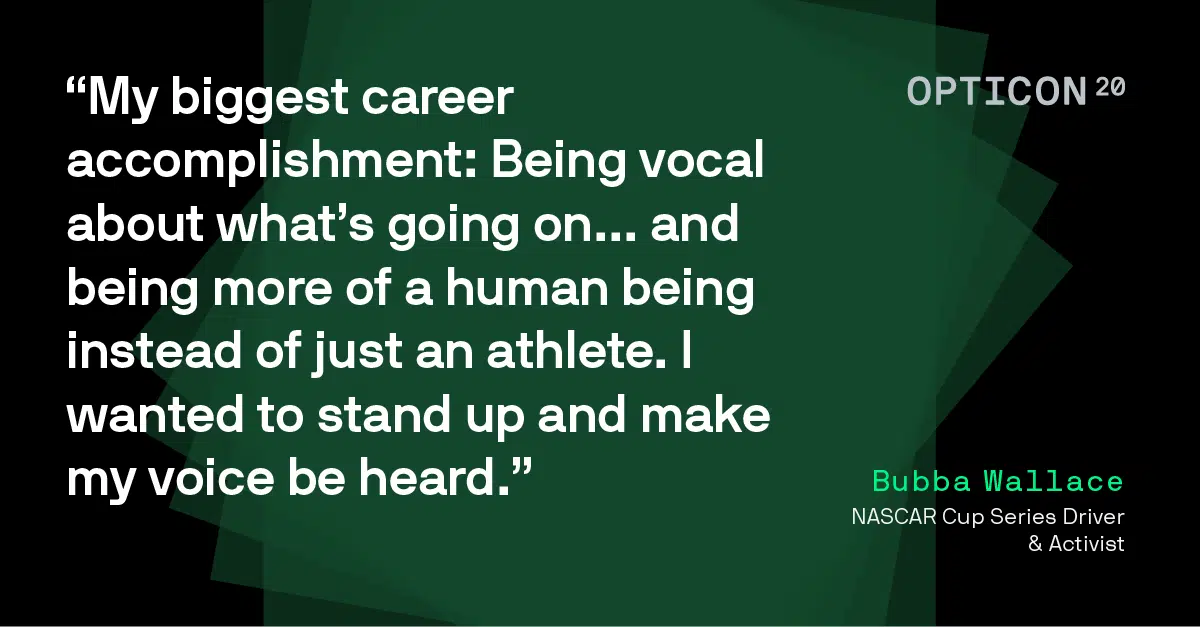 “My biggest career
accomplishment: Being vocal
about what’s going on... and
being more of a human being
instead of just an athlete. I
wanted to stand up and make
my voice be heard.”
OPTICON 20
Bubba Wallace
NASCAR Cup Series Driver
& Activist